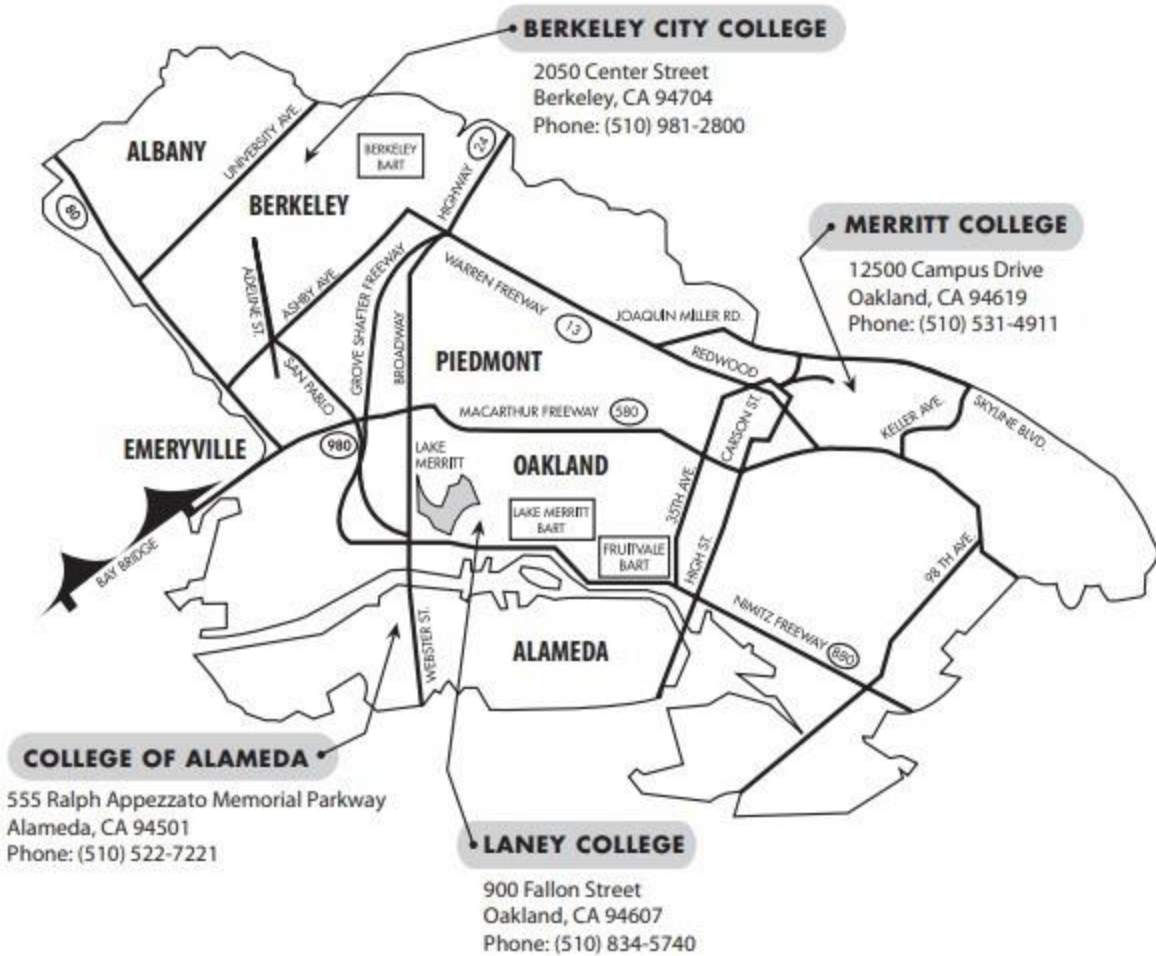 BERKELEY CITY COLLEGE
2050 Center Street
Berkeley, CA 94704
Phone: (510) 981-2800
ALBANY
UNIVERSITY AVE.
BERKELEY
BART
HIGHWAY
24
80
BERKELEY
MERRITT COLLEGE
12500 Campus Drive
Oakland, CA 94619
Phone: (510) 531-4911
ADELINE ST.
ASHBY AVE.
GROVE SHAFTER FREEWAY
BROADWAY
WARREN FREEWAY
13
JOAQUIN MILLER RD.
REDWOOD
SAN PABLO
PIEDMONT
MACARTHUR FREEWAY
580
CARSON ST.
KELLER AVE.
SKYLINE BLVD.
EMERYVILLE
980
LAKE
MERRITT
OAKLAND
35TH AVE.
LAKE MERRITT
BART
FRUITVALE
BART
HIGH ST.
BAY BRIDGE
98 TH AVE.
NIMITZ FREEWAY
880
WEBSTER ST.
ALAMEDA
COLLEGE OF ALAMEDA
555 Ralph Appezzato Memorial Parkway
Alameda, CA 94501
Phone: (510) 522-7221
LANEY COLLEGE
900 Fallon Street
Oakland, CA 94607
Phone: (510) 834-5740